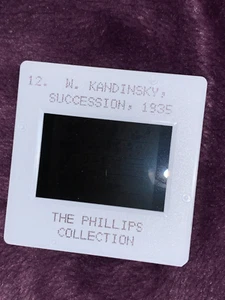 12. W. KANDINSKY,
SUCCESSION, 1935
THE PHILLIPS
COLLECTION